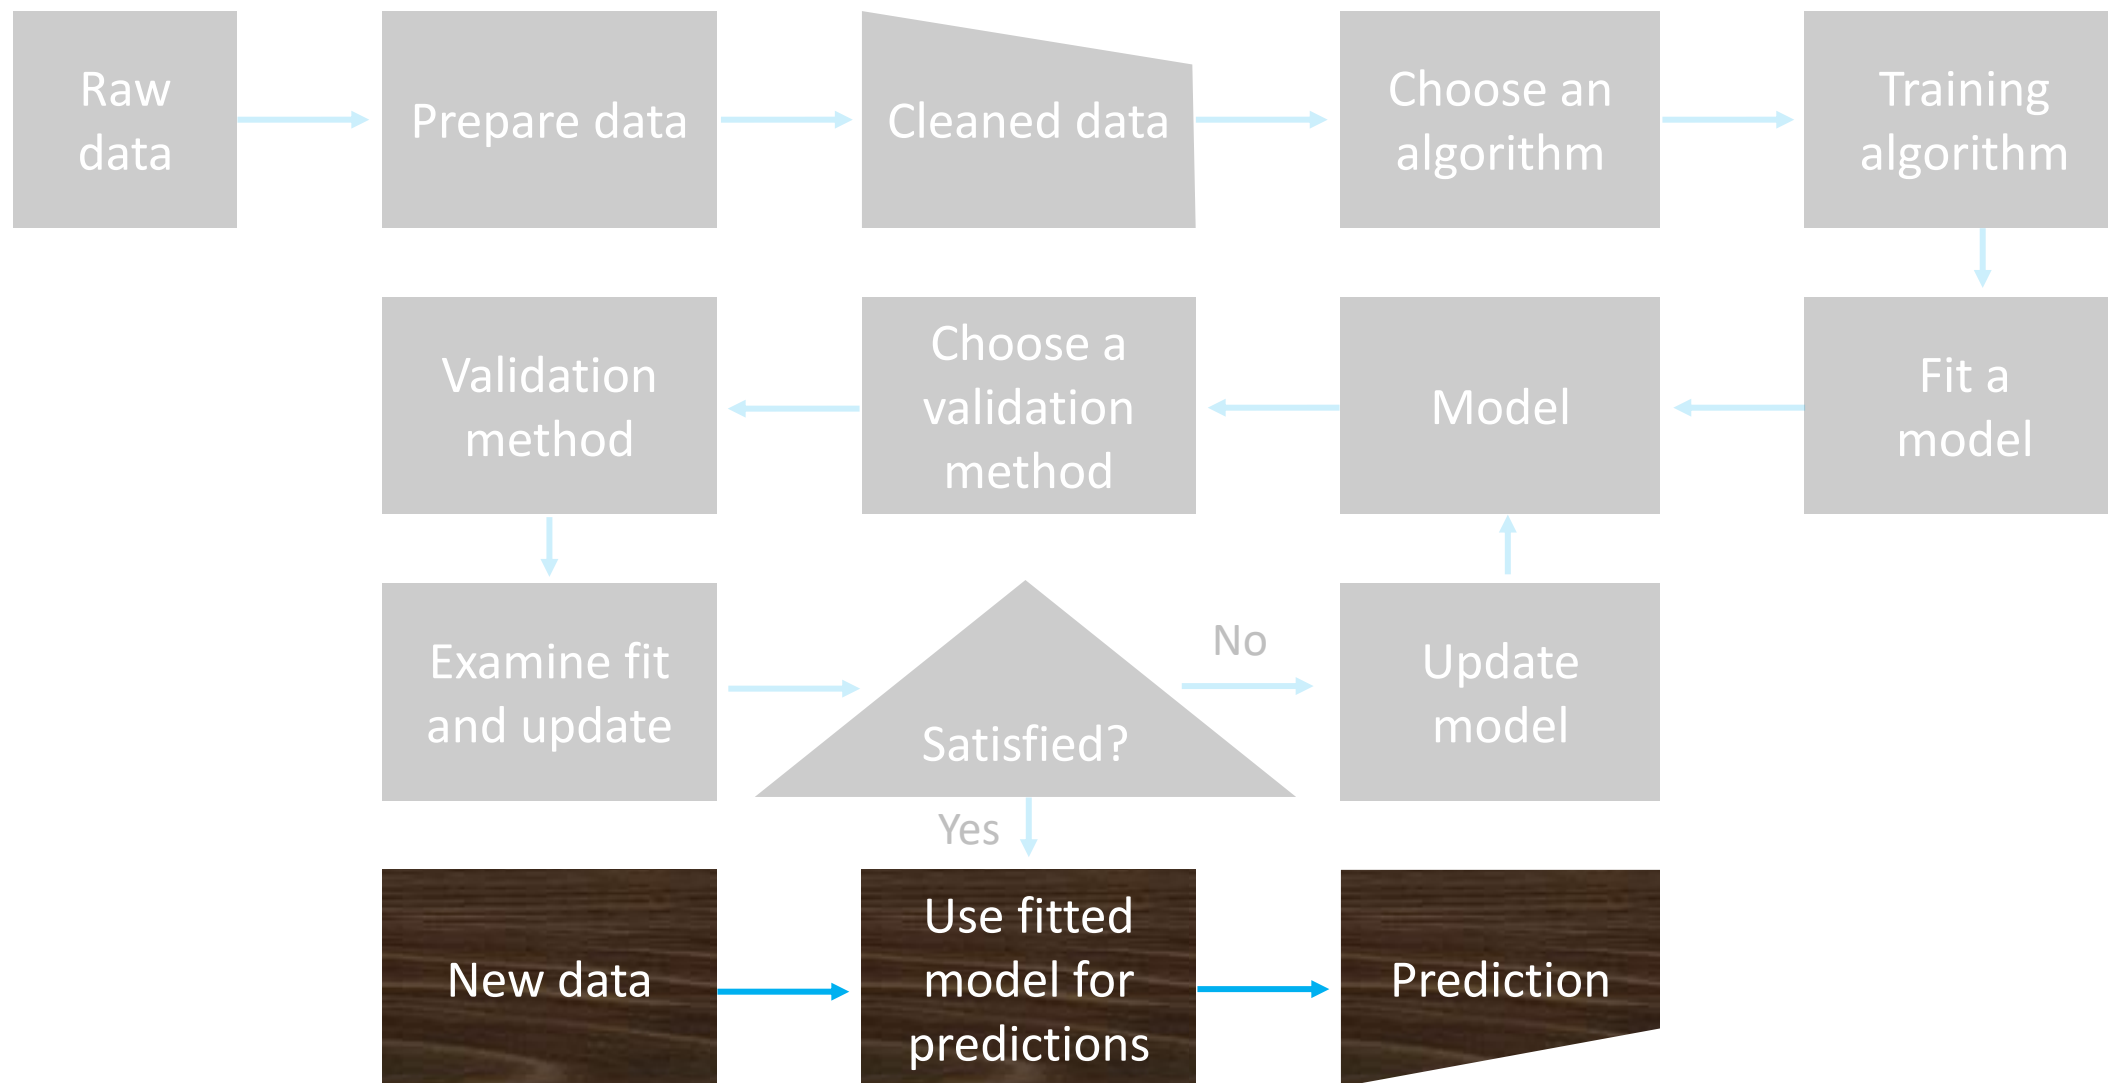 Raw
data
Prepare data
Cleaned data
Choose an
algorithm
Training
algorithm
Validation
method
Choose a
validation
method
Model
Fit a
model
Examine fit
and update
Satisfied?
No
Update
model
Yes
New data
Use fitted
model for
predictions
Prediction